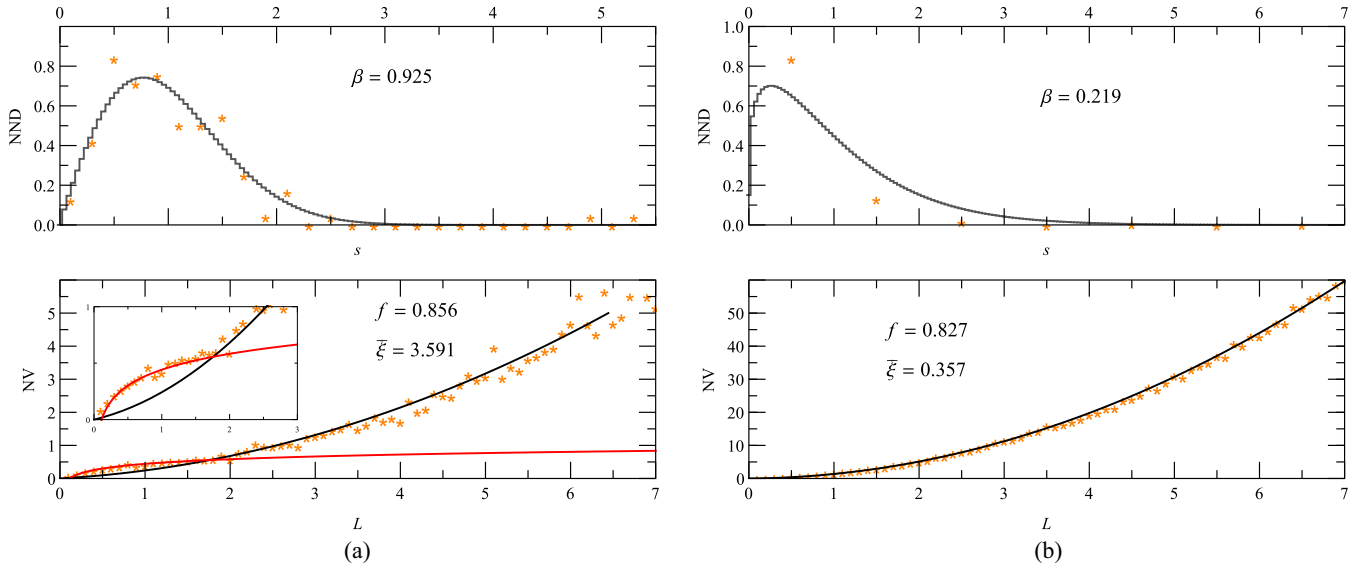 0 1 2 3 4 5
NND
0.8
0.6
0.4
0.2
0.0
β = 0.925
s
5
4
3
2
1
0
NV
1
0
0 1 2 3
f = 0.856
ξ̅ = 3.591
0 1 2 3 4 5 6 7
L
(a)
0 1 2 3 4 5 6 7
NND
1.0
0.8
0.6
0.4
0.2
0.0
β = 0.219
s
50
40
30
20
10
0
NV
f = 0.827
ξ̅ = 0.357
0 1 2 3 4 5 6 7
L
(b)